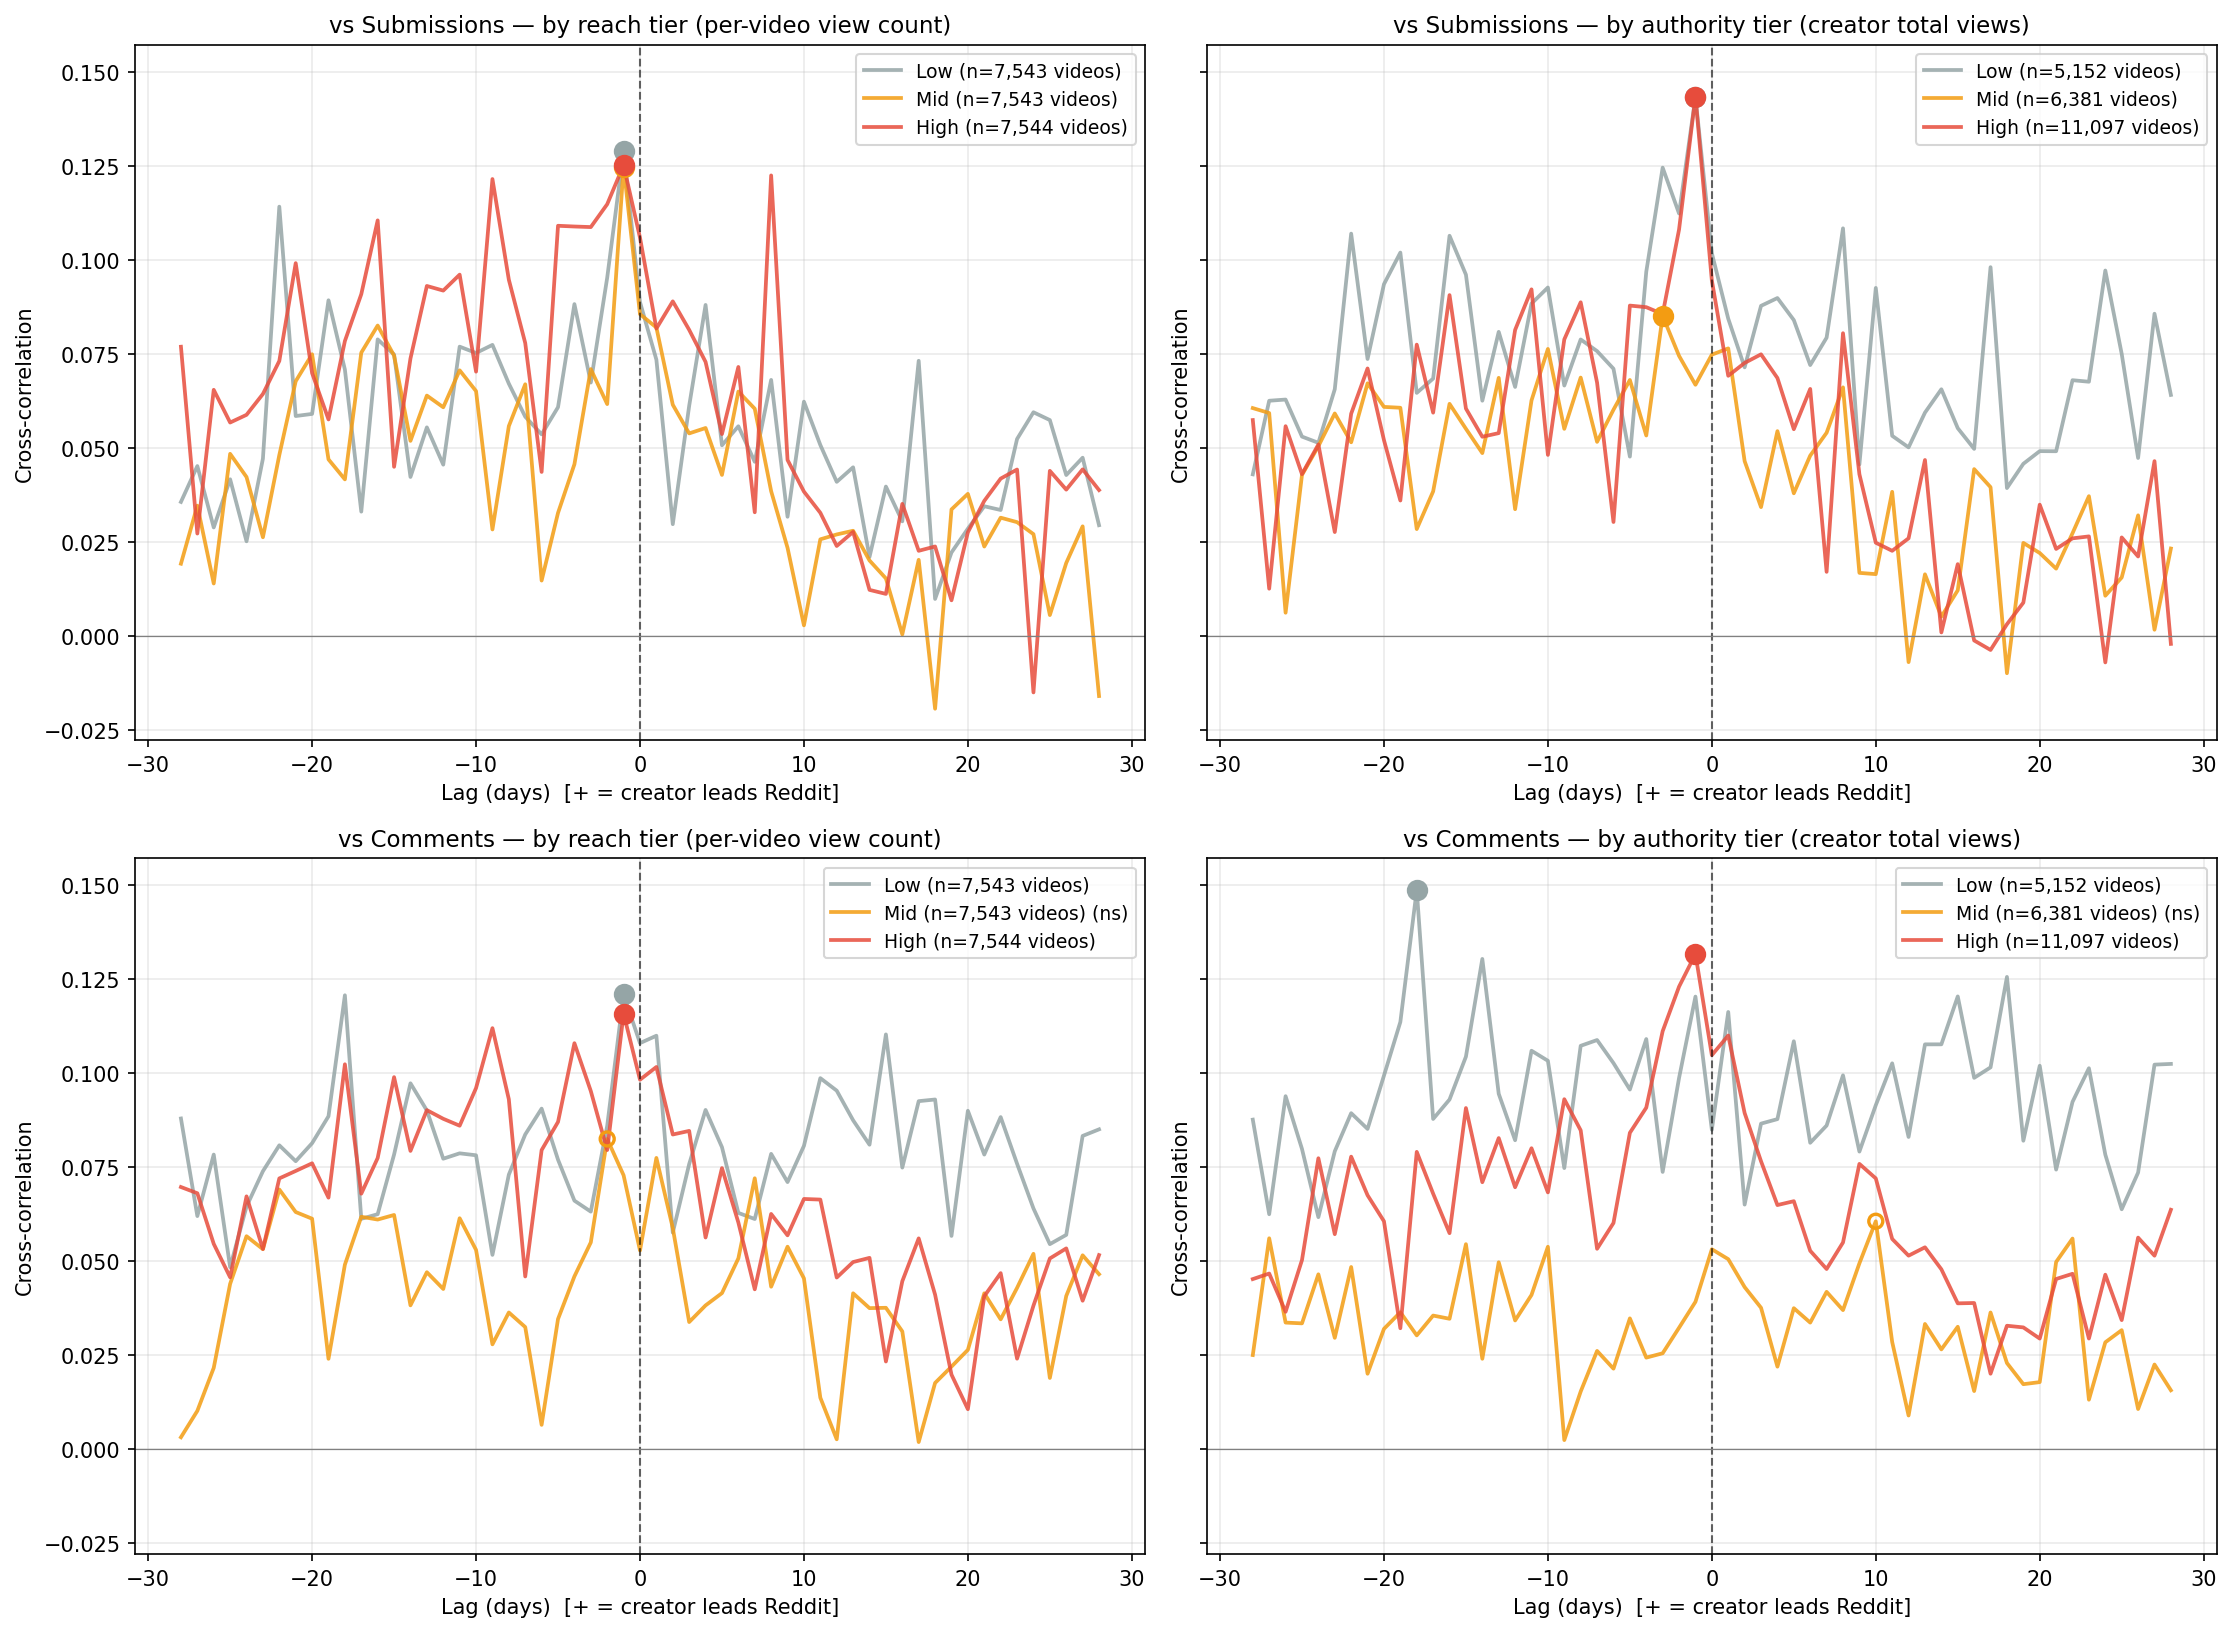 vs Submissions — by reach tier (per-video view count)
Low (n=7,543 videos)
Mid (n=7,543 videos)
High (n=7,544 videos)
0.150
0.125
0.100
0.075
0.050
0.025
0.000
−0.025
Cross-correlation
−30 −20 −10 0 10 20 30
Lag (days) [+ = creator leads Reddit]
vs Submissions — by authority tier (creator total views)
Low (n=5,152 videos)
Mid (n=6,381 videos)
High (n=11,097 videos)
Cross-correlation
−30 −20 −10 0 10 20 30
Lag (days) [+ = creator leads Reddit]
vs Comments — by reach tier (per-video view count)
Low (n=7,543 videos)
Mid (n=7,543 videos) (ns)
High (n=7,544 videos)
0.150
0.125
0.100
0.075
0.050
0.025
0.000
−0.025
Cross-correlation
−30 −20 −10 0 10 20 30
Lag (days) [+ = creator leads Reddit]
vs Comments — by authority tier (creator total views)
Low (n=5,152 videos)
Mid (n=6,381 videos) (ns)
High (n=11,097 videos)
Cross-correlation
−30 −20 −10 0 10 20 30
Lag (days) [+ = creator leads Reddit]